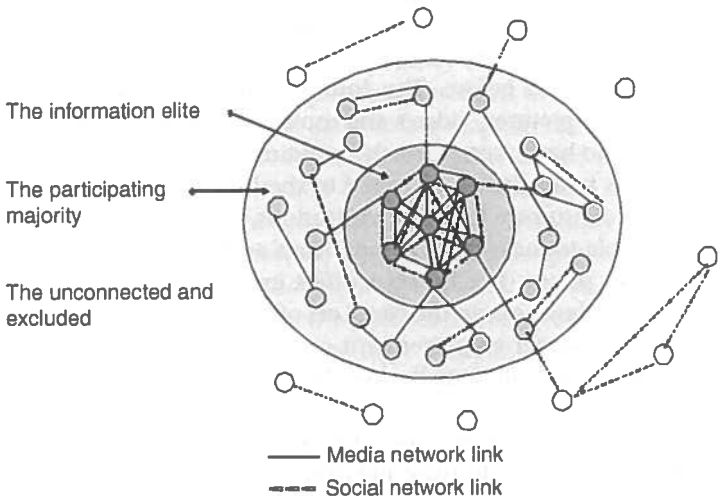 The information elite
The participating
majority
The unconnected and
excluded
Media network link
Social network link